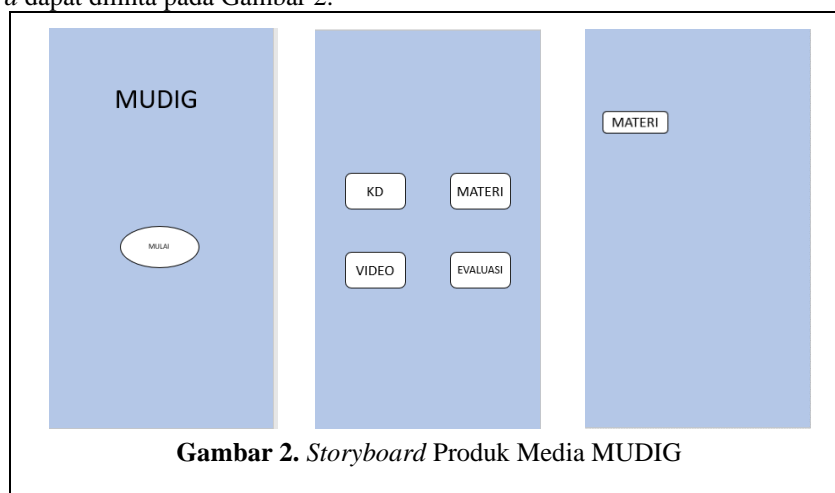 a dapat dilihat pada Gambar 2.
MUDIG
MULAI
KD
MATERI
VIDEO
EVALUASI
MATERI
Gambar 2. Storyboard Produk Media MUDIG